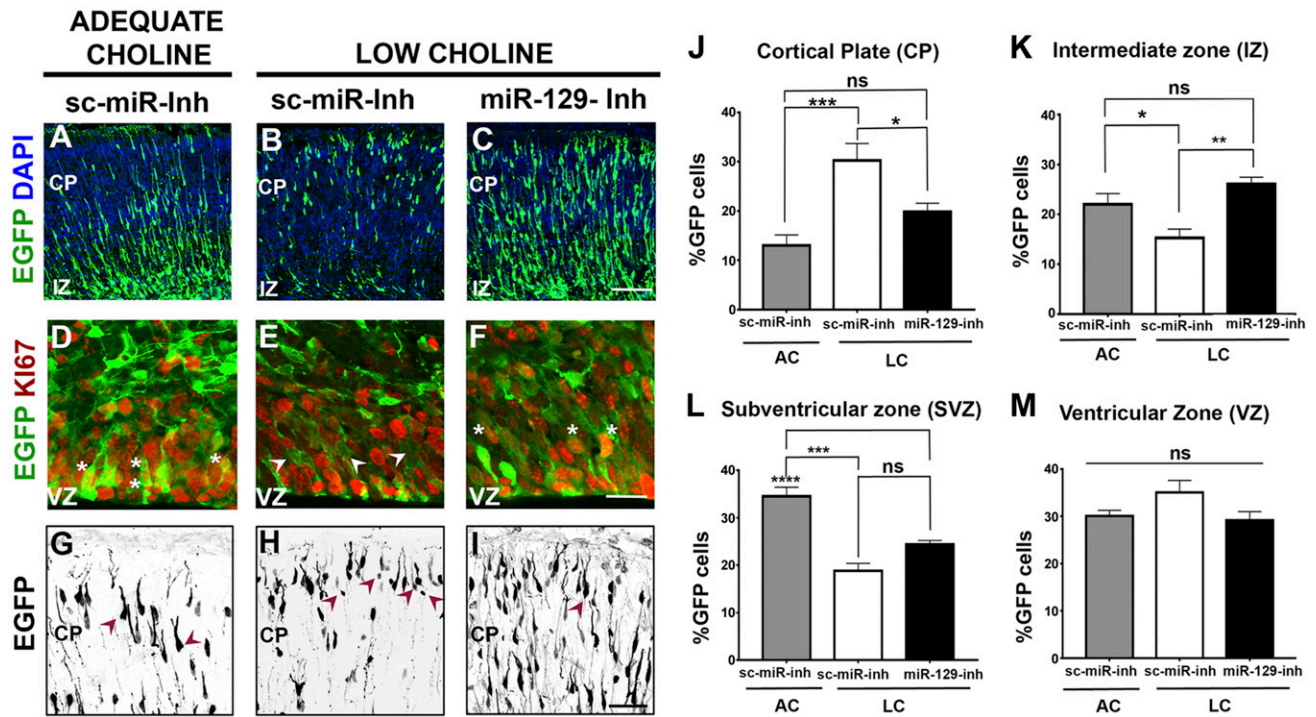 ADEQUATE
CHOLINE
LOW CHOLINE
sc-miR-Inh
sc-miR-Inh
miR-129- Inh
EGFP DAPI
A
CP
IZ
B
CP
IZ
C
CP
IZ
EGFP KI67
D
*
*
*
*
VZ
E
VZ
F
*
*
*
VZ
EGFP
G
CP
H
CP
I
CP
J
Cortical Plate (CP)
ns
***
*
%GFP cells
40
30
20
10
0
sc-miR-inh
sc-miR-inh
miR-129-inh
AC
LC
K
Intermediate zone (IZ)
ns
*
**
%GFP cells
40
30
20
10
40
sc-miR-inh
sc-miR-inh
miR-129-inh
AC
LC
L
Subventricular zone (SVZ)
***
ns
****
%GFP cells
40
30
20
10
0
sc-miR-inh
sc-miR-inh
miR-129-inh
AC
LC
M
Ventricular Zone (VZ)
ns
%GFP cells
40
30
20
10
0
sc-miR-inh
sc-miR-inh
miR-129-inh
AC
LC